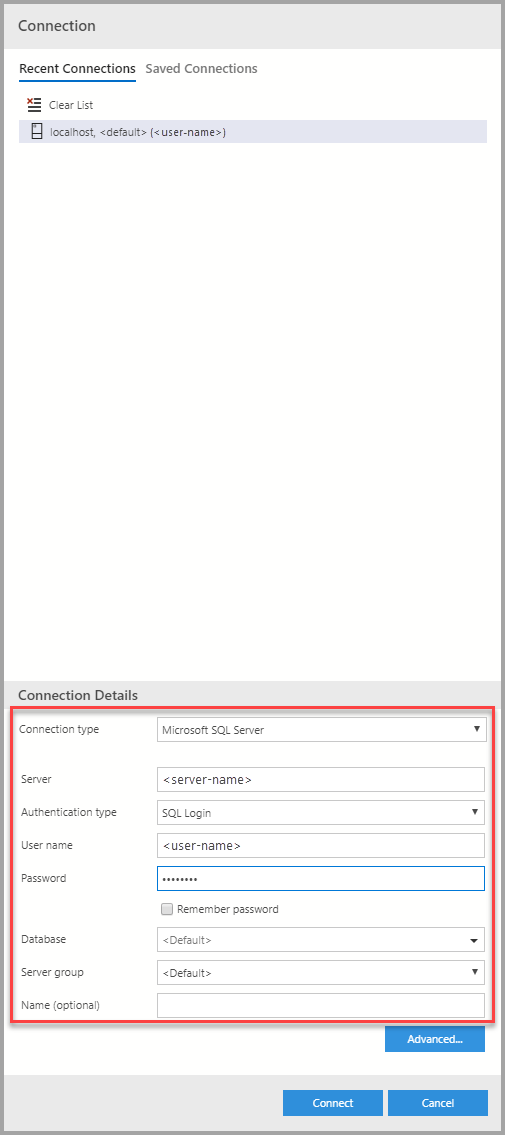 Connection
Recent Connections Saved Connections
Clear List
localhost, <default> (<user-name>)
Connection Details
Connection type Microsoft SQL Server
Server <server-name>
Authentication type SQL Login
User name <user-name>
Password ••••••••
Remember password
Database <Default>
Server group <Default>
Name (optional)
Advanced...
Connect Cancel